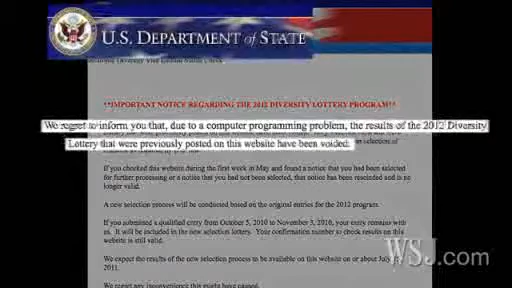 U.S. DEPARTMENT of STATE
**IMPORTANT NOTICE REGARDING THE 2012 DIVERSITY LOTTERY PROGRAM!!
We regret to inform you that, due to a computer programming problem, the results of the 2012 Diversity
Lottery that were previously posted on this website have been voided.
If you checked this website during the first week in May and found a notice that you had been selected
for further processing or a notice that you had not been selected, that notice has been rescinded and is no
longer valid.
A new selection process will be conducted based on the original entries for the 2012 program.
If you submitted a qualified entry from October 5, 2010 to November 3, 2010, your entry remains with
us. It will be included in the new selection lottery. Your confirmation number to check results on this
website is still valid.
We expect the results of the new selection process to be available on this website on or about July
2011.
We regret any inconvenience this might have caused.
WSJ.com